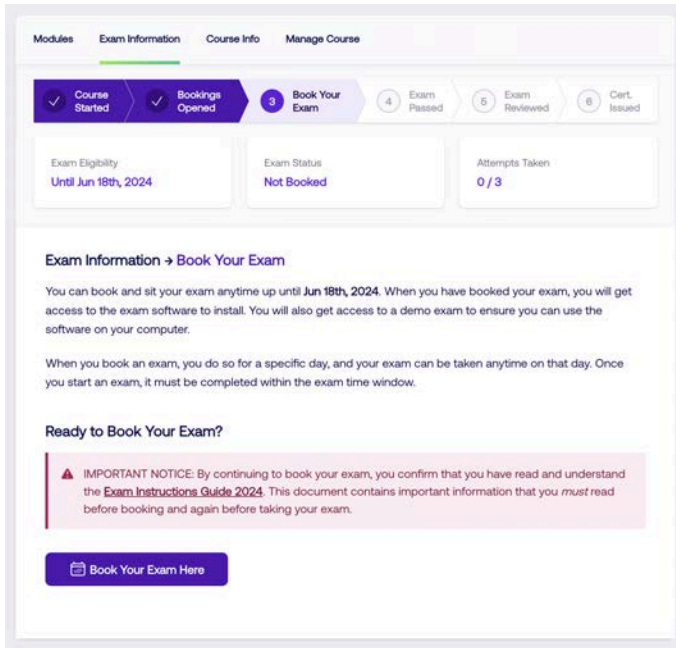 Modules Exam Information Course Info Manage Course
Course Started
Bookings Opened
3 Book Your Exam
4 Exam Passed
5 Exam Reviewed
6 Cert. Issued
Exam Eligibility
Until Jun 18th, 2024
Exam Status
Not Booked
Attempts Taken
0 / 3
Exam Information → Book Your Exam
You can book and sit your exam anytime up until Jun 18th, 2024. When you have booked your exam, you will get
access to the exam software to install. You will also get access to a demo exam to ensure you can use the
software on your computer.
When you book an exam, you do so for a specific day, and your exam can be taken anytime on that day. Once
you start an exam, it must be completed within the exam time window.
Ready to Book Your Exam?
IMPORTANT NOTICE: By continuing to book your exam, you confirm that you have read and understand
the Exam Instructions Guide 2024. This document contains important information that you must read
before booking and again before taking your exam.
Book Your Exam Here